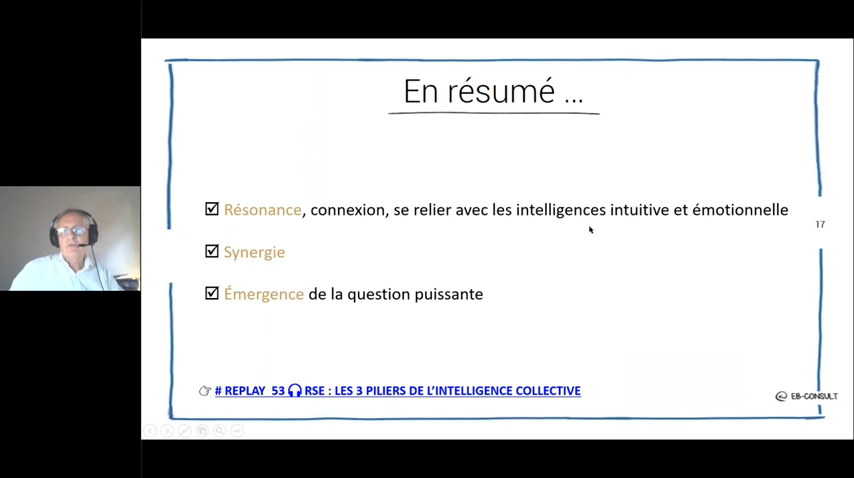 En résumé ...
☑ Résonance, connexion, se relier avec les intelligences intuitive et émotionnelle
17
☑ Synergie
☑ Émergence de la question puissante
👉 # REPLAY 53 🎧 RSE : LES 3 PILIERS DE L'INTELLIGENCE COLLECTIVE
@ EB-CONSULT